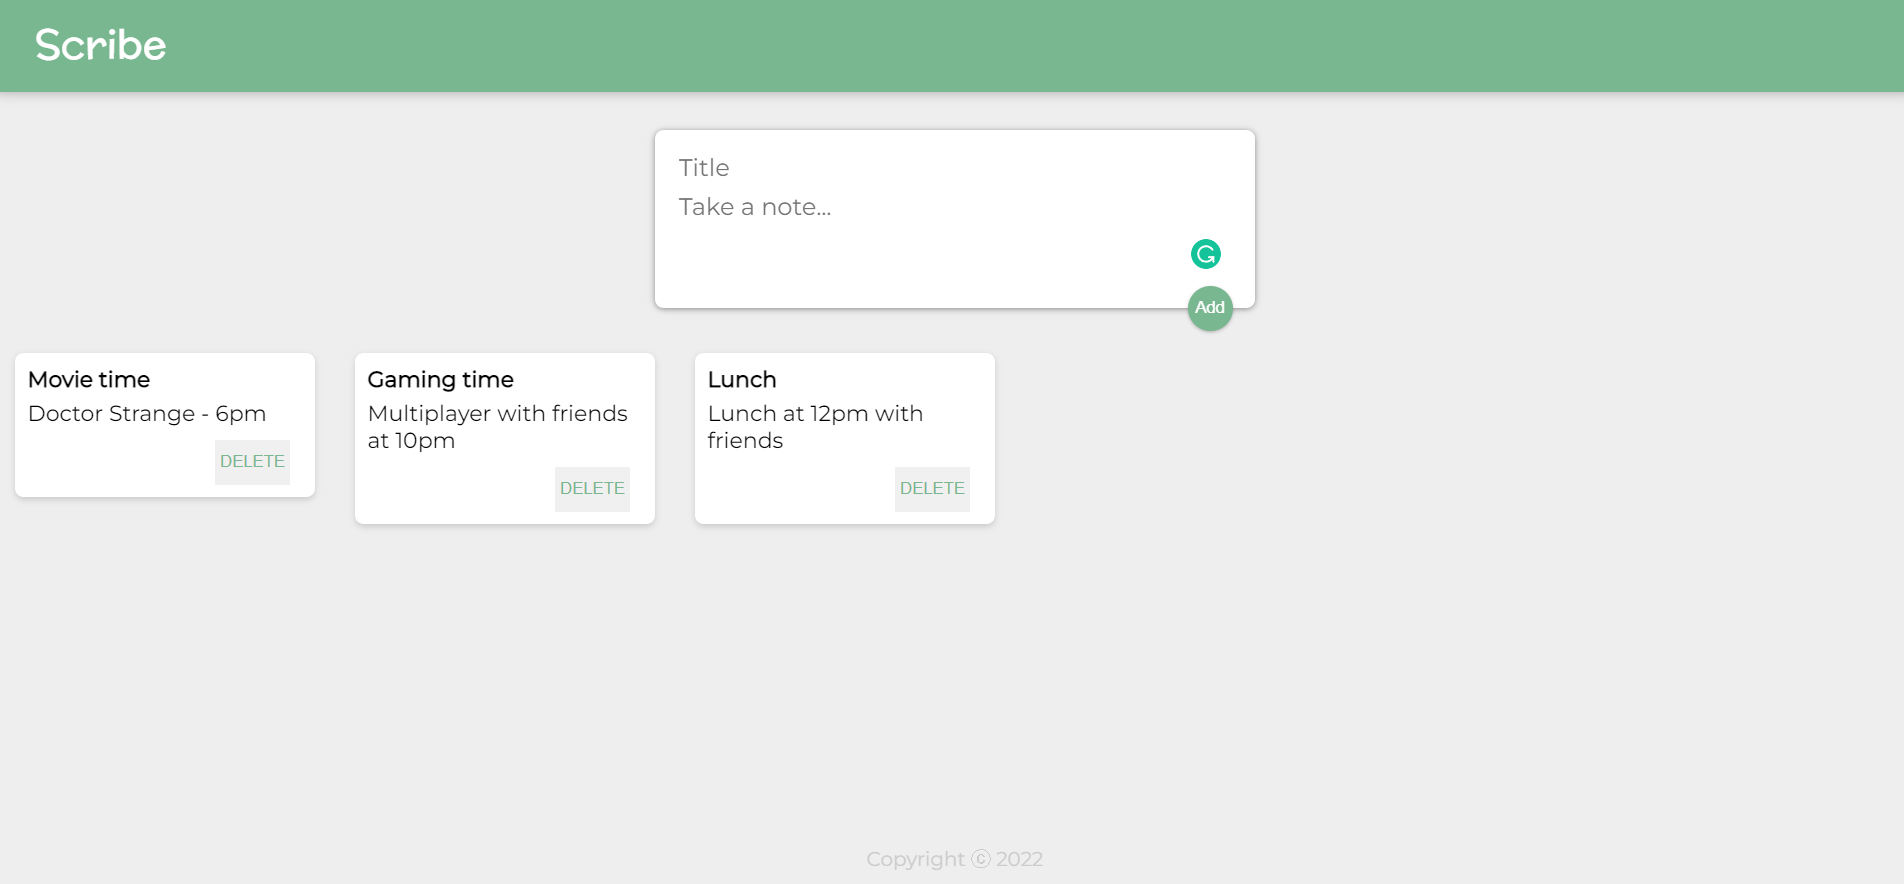 Scribe
Title
Take a note...
Add
Movie time
Doctor Strange - 6pm
DELETE
Gaming time
Multiplayer with friends
at 10pm
DELETE
Lunch
Lunch at 12pm with
friends
DELETE
Copyright ⓒ 2022